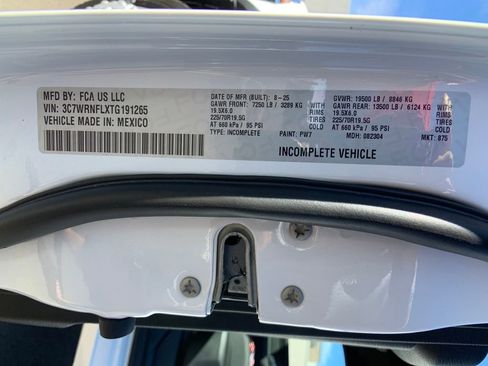 MFD BY: FCA US LLC
VIN: 3C7WRNFLXTG191265
VEHICLE MADE IN: MEXICO
DATE OF MFR (BUILT): 8-25
GAWR FRONT: 7250 LB / 3289 KG WITH
19.5X6.0 RIMS
225/70R19.5G TIRES
AT 660 kPa / 95 PSI
TYPE: INCOMPLETE PAINT: PW7
GVWR: 19500 LB / 8846 KG
GAWR REAR: 13500 LB / 6124 KG WITH
19.5X6.0 RIMS
225/70R19.5G TIRES
AT 660 kPa / 95 PSI
MDH: 082304 MKT: 875
INCOMPLETE VEHICLE